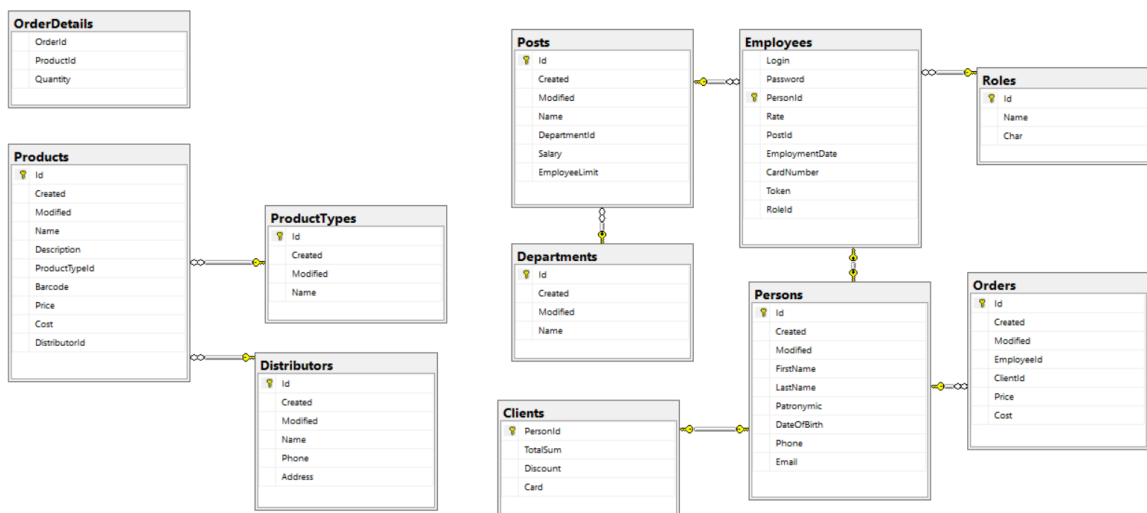 OrderDetails
OrderId
ProductId
Quantity
Products
Id
Created
Modified
Name
Description
ProductTypeId
Barcode
Price
Cost
DistributorId
ProductTypes
Id
Created
Modified
Name
Distributors
Id
Created
Modified
Name
Phone
Address
Posts
Id
Created
Modified
Name
DepartmentId
Salary
EmployeeLimit
Departments
Id
Created
Modified
Name
Clients
PersonId
TotalSum
Discount
Card
Employees
Login
Password
PersonId
Rate
PostId
EmploymentDate
CardNumber
Token
RoleId
Persons
Id
Created
Modified
FirstName
LastName
Patronymic
DateOfBirth
Phone
Email
Roles
Id
Name
Char
Orders
Id
Created
Modified
EmployeeId
ClientId
Price
Cost